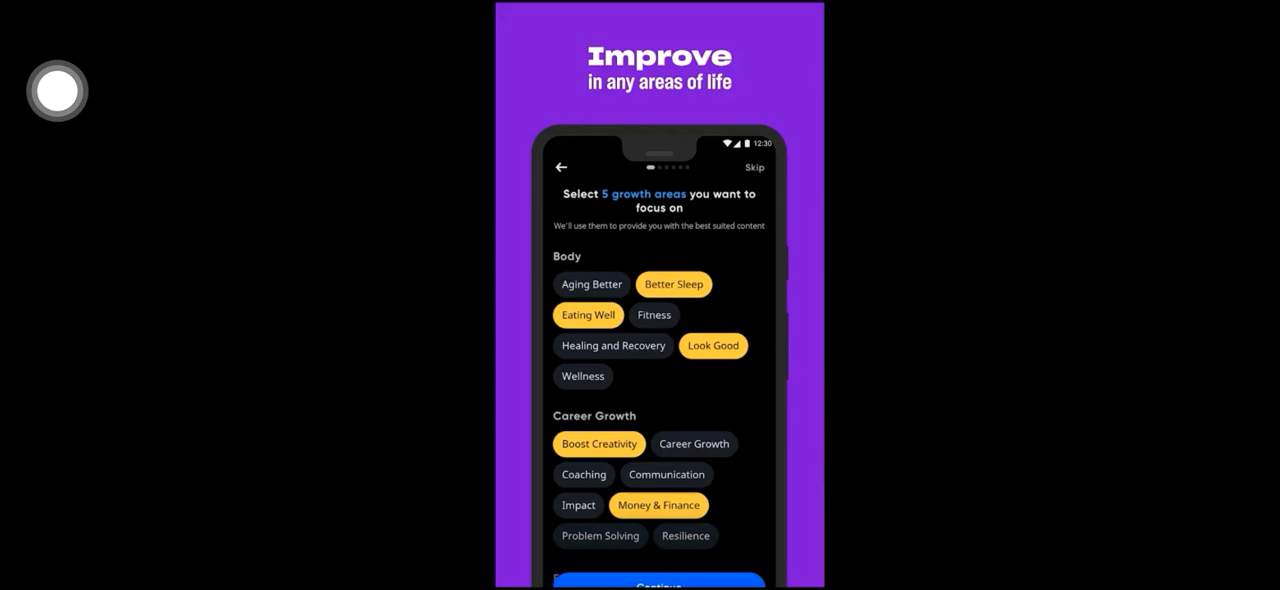 Improve
in any areas of life
12:30
Skip
Select 5 growth areas you want to
focus on
We'll use them to provide you with the best suited content
Body
Aging Better Better Sleep
Eating Well Fitness
Healing and Recovery Look Good
Wellness
Career Growth
Boost Creativity Career Growth
Coaching Communication
Impact Money & Finance
Problem Solving Resilience
Continue